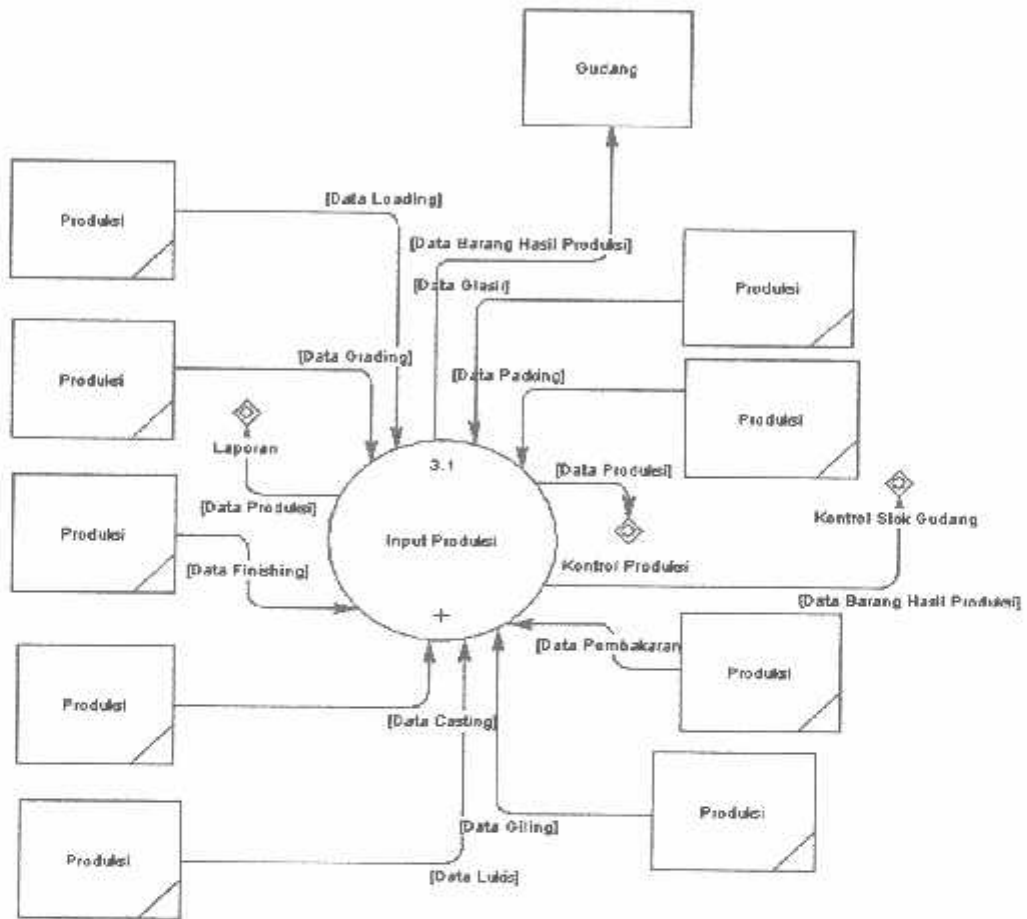 Gudang
Produksi
[Data Loading]
[Data Barang Hasil Produksi]
[Data Glasir]
Produksi
Produksi
[Data Grading]
[Data Packing]
Produksi
Laporan
3.1
[Data Produksi]
[Data Produksi]
Kontrol Stok Gudang
Produksi
Input Produksi
[Data Finishing]
Kontrol Produksi
[Data Barang Hasil Produksi]
+
[Data Pembakaran
Produksi
Produksi
[Data Casting]
Produksi
[Data Giling]
Produksi
[Data Lukis]